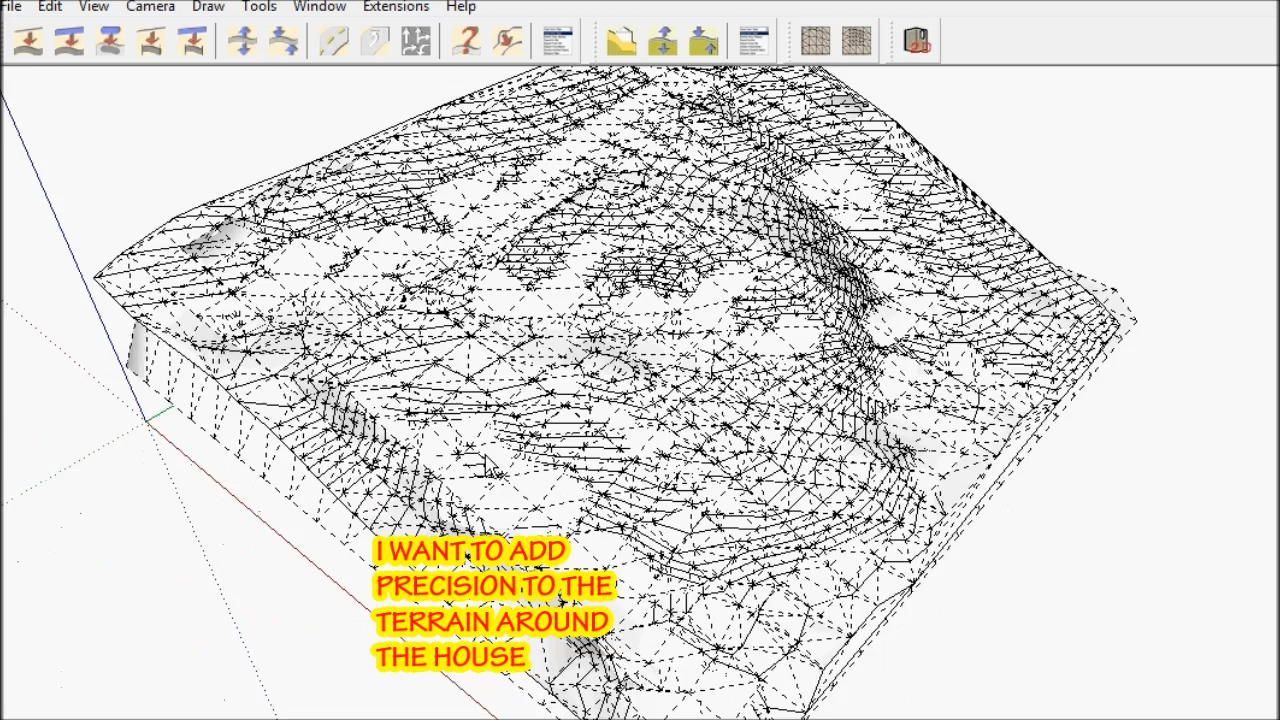 File Edit View Camera Draw Tools Window Extensions Help
2D
I WANT TO ADD
PRECISION TO THE
TERRAIN AROUND
THE HOUSE